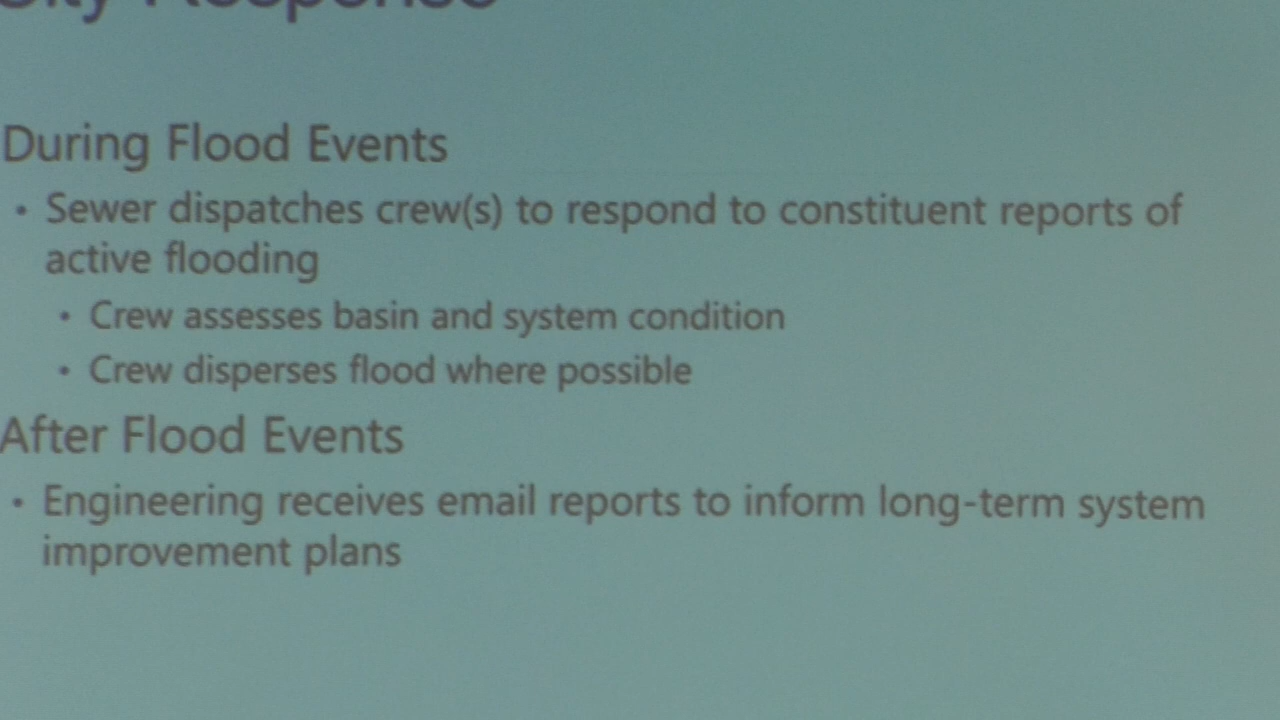 City Response
During Flood Events
• Sewer dispatches crew(s) to respond to constituent reports of
active flooding
• Crew assesses basin and system condition
• Crew disperses flood where possible
After Flood Events
• Engineering receives email reports to inform long-term system
improvement plans